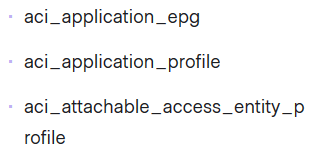 aci_application_epg
aci_application_profile
aci_attachable_access_entity_p
rofile